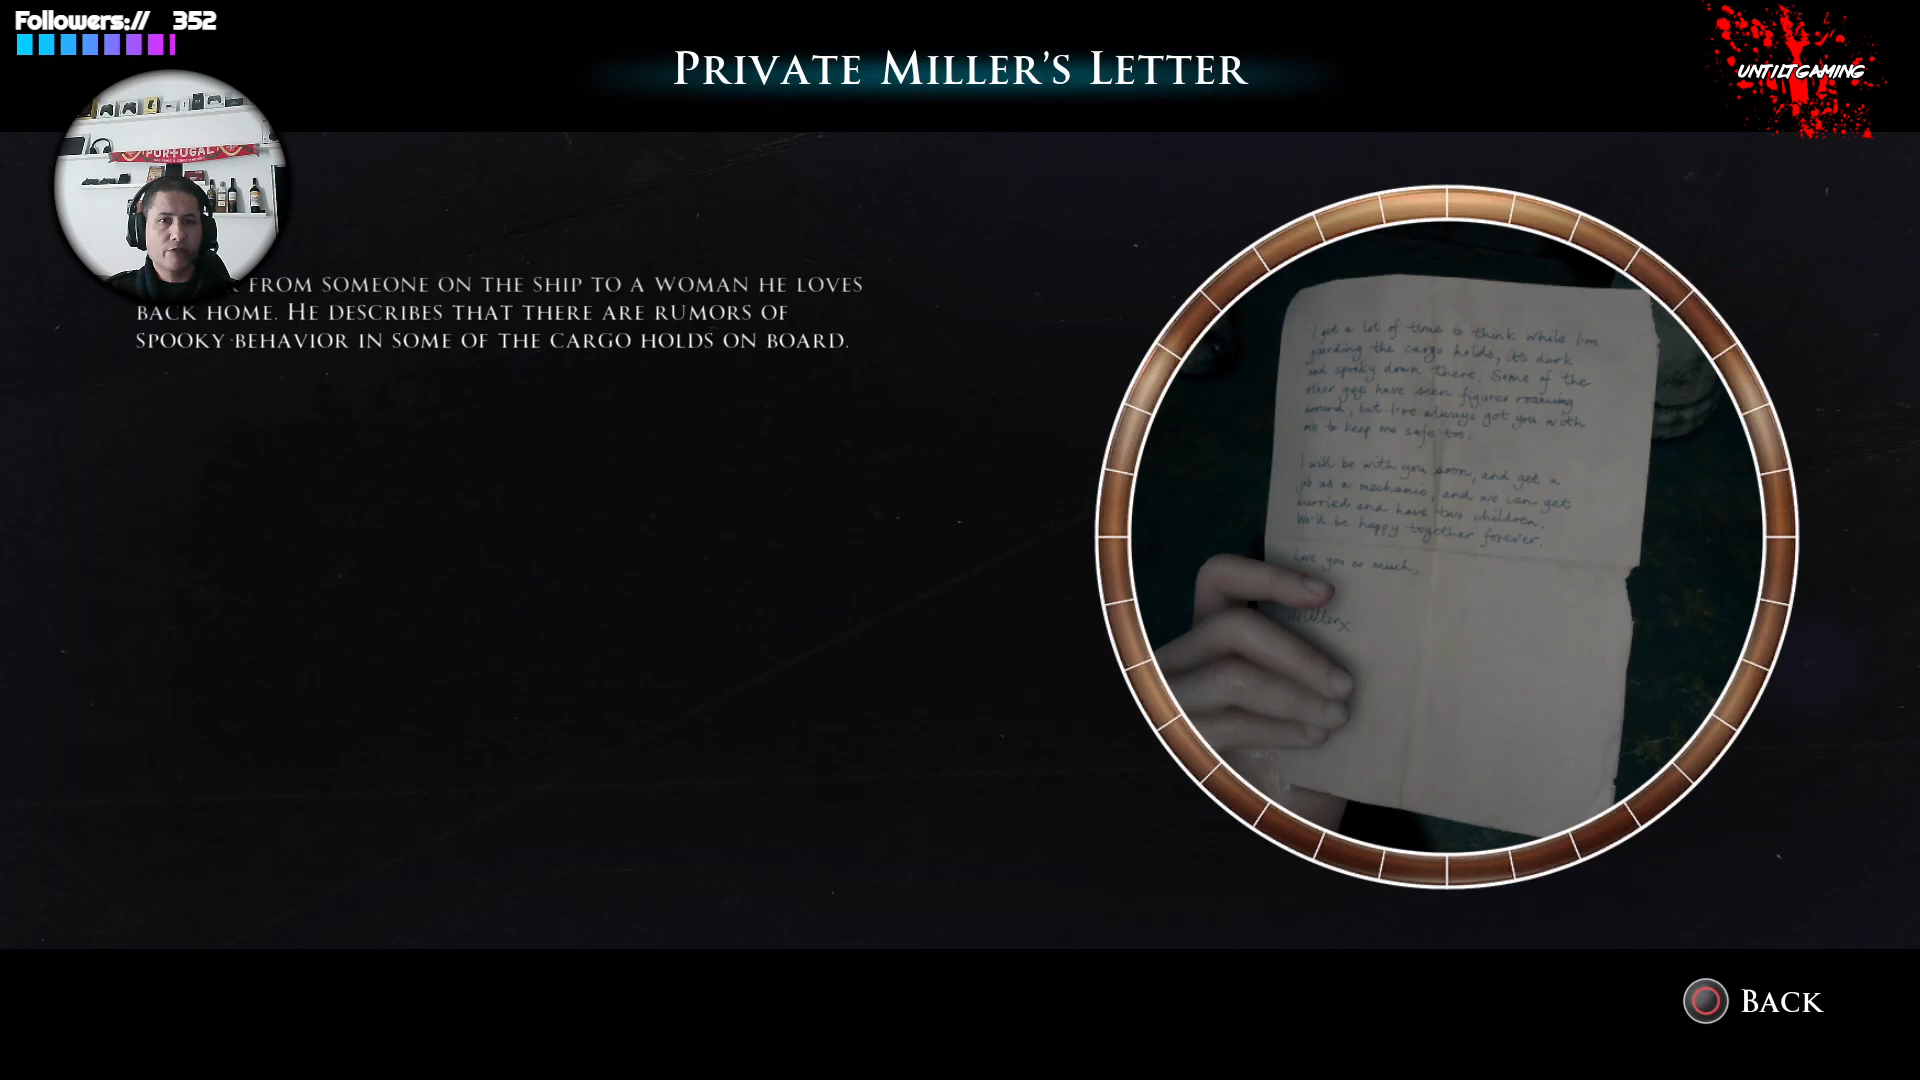 Followers:// 352
PRIVATE MILLER'S LETTER
UNTILTGAMING
PORTUGAL
FROM SOMEONE ON THE SHIP TO A WOMAN HE LOVES
BACK HOME. HE DESCRIBES THAT THERE ARE RUMORS OF
SPOOKY BEHAVIOR IN SOME OF THE CARGO HOLDS ON BOARD.
I get a lot of time to think while I'm
guarding the cargo holds, its dark
and spooky down there. Some of the
other guys have seen figures roaming
around, but I've always got you with
me to keep me safe too.
I will be with you soon, and get a
job as a mechanic, and we can get
married and have two children.
We'll be happy together forever.
Love you so much,
Miller x
BACK